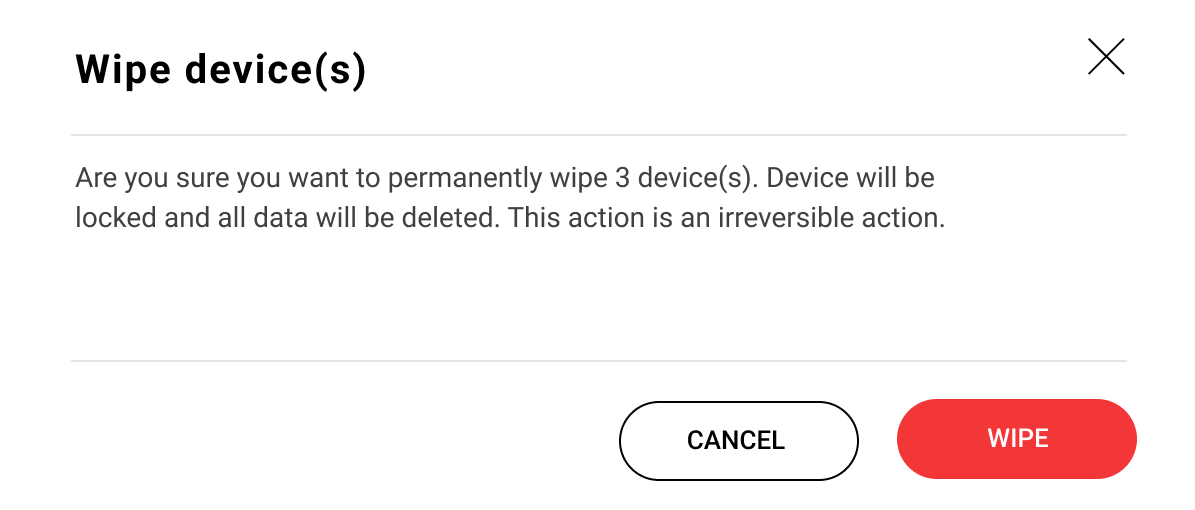 Wipe device(s)
Are you sure you want to permanently wipe 3 device(s). Device will be
locked and all data will be deleted. This action is an irreversible action.
CANCEL
WIPE